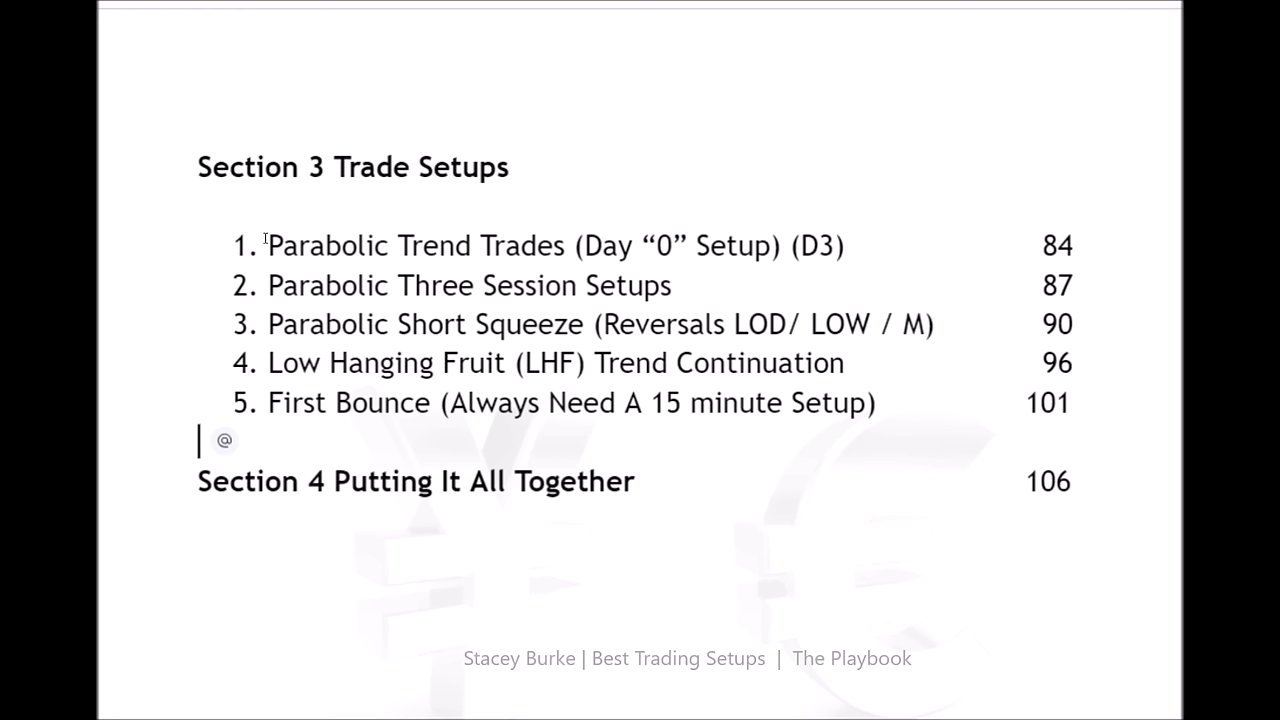 Section 3 Trade Setups
1. Parabolic Trend Trades (Day “0” Setup) (D3) 84
2. Parabolic Three Session Setups 87
3. Parabolic Short Squeeze (Reversals LOD/ LOW / M) 90
4. Low Hanging Fruit (LHF) Trend Continuation 96
5. First Bounce (Always Need A 15 minute Setup) 101
@
Section 4 Putting It All Together 106
Stacey Burke | Best Trading Setups | The Playbook